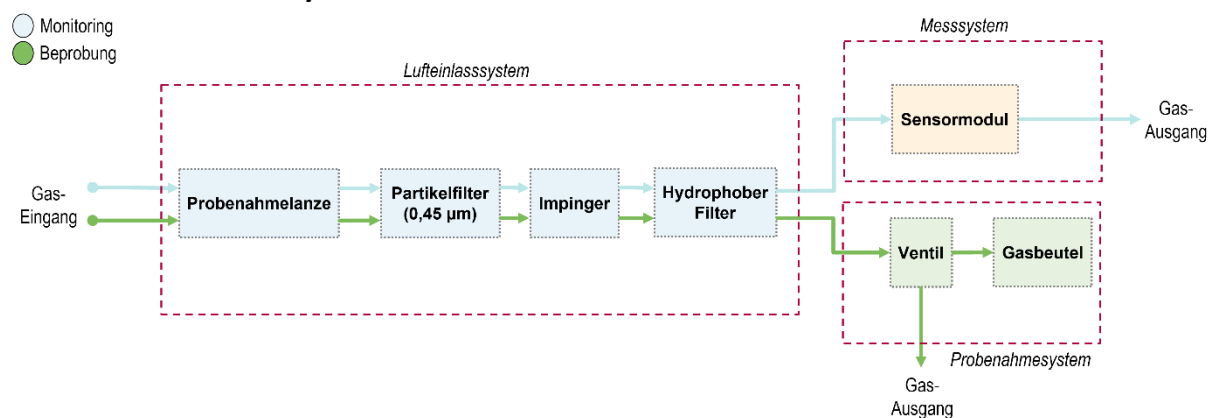 Monitoring
Beprobung
Lufteinlasssystem
Messsystem
Sensormodul
Gas-
Ausgang
Gas-
Eingang
Probenahmelanze
Partikelfilter
(0,45 µm)
Impinger
Hydrophober
Filter
Ventil
Gasbeutel
Probenahmesystem
Gas-
Ausgang